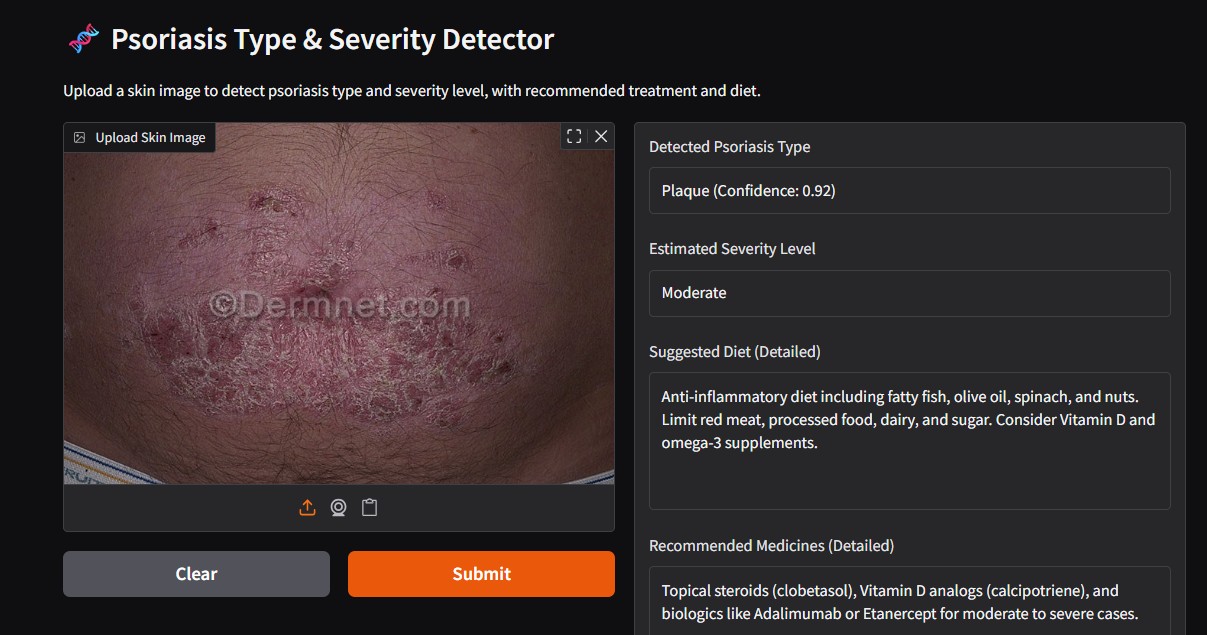 Psoriasis Type & Severity Detector
Upload a skin image to detect psoriasis type and severity level, with recommended treatment and diet.
Upload Skin Image
©Dermnet.com
Clear
Submit
Detected Psoriasis Type
Plaque (Confidence: 0.92)
Estimated Severity Level
Moderate
Suggested Diet (Detailed)
Anti-inflammatory diet including fatty fish, olive oil, spinach, and nuts.
Limit red meat, processed food, dairy, and sugar. Consider Vitamin D and
omega-3 supplements.
Recommended Medicines (Detailed)
Topical steroids (clobetasol), Vitamin D analogs (calcipotriene), and
biologics like Adalimumab or Etanercept for moderate to severe cases.